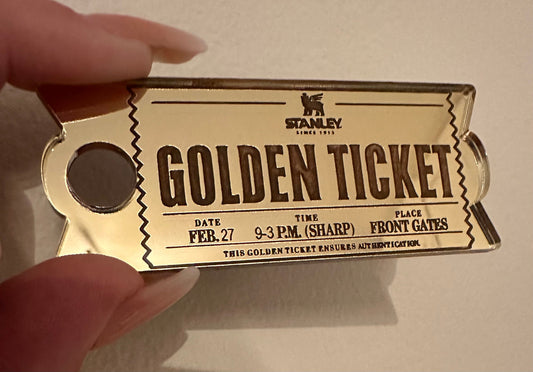 STANLEY
SINCE 1913
GOLDEN TICKET
DATE TIME PLACE
FEB. 27 9-3 P.M. (SHARP) FRONT GATES
THIS GOLDEN TICKET ENSURES AUTHENTICATION.